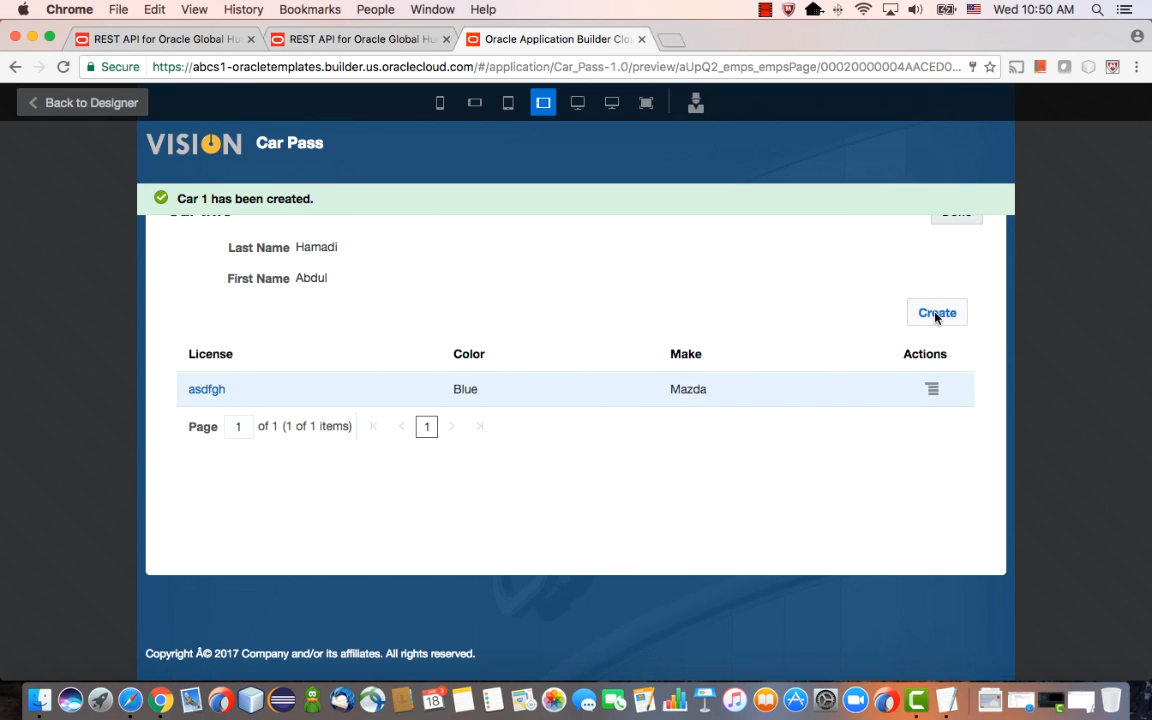 Chrome File Edit View History Bookmarks People Window Help Wed 10:50 AM
REST API for Oracle Global Hu × REST API for Oracle Global Hu × Oracle Application Builder Clo ×
Secure https://abcs1-oracletemplates.builder.us.oraclecloud.com/#/application/Car_Pass-1.0/preview/aUpQ2_emps_empsPage/00020000004AACED0...
Back to Designer
VISION Car Pass
Car 1 has been created.
Last Name Hamadi
First Name Abdul
Create
License Color Make Actions
asdfgh Blue Mazda
Page 1 of 1 (1 of 1 items) 1
Copyright Â© 2017 Company and/or its affiliates. All rights reserved.
18